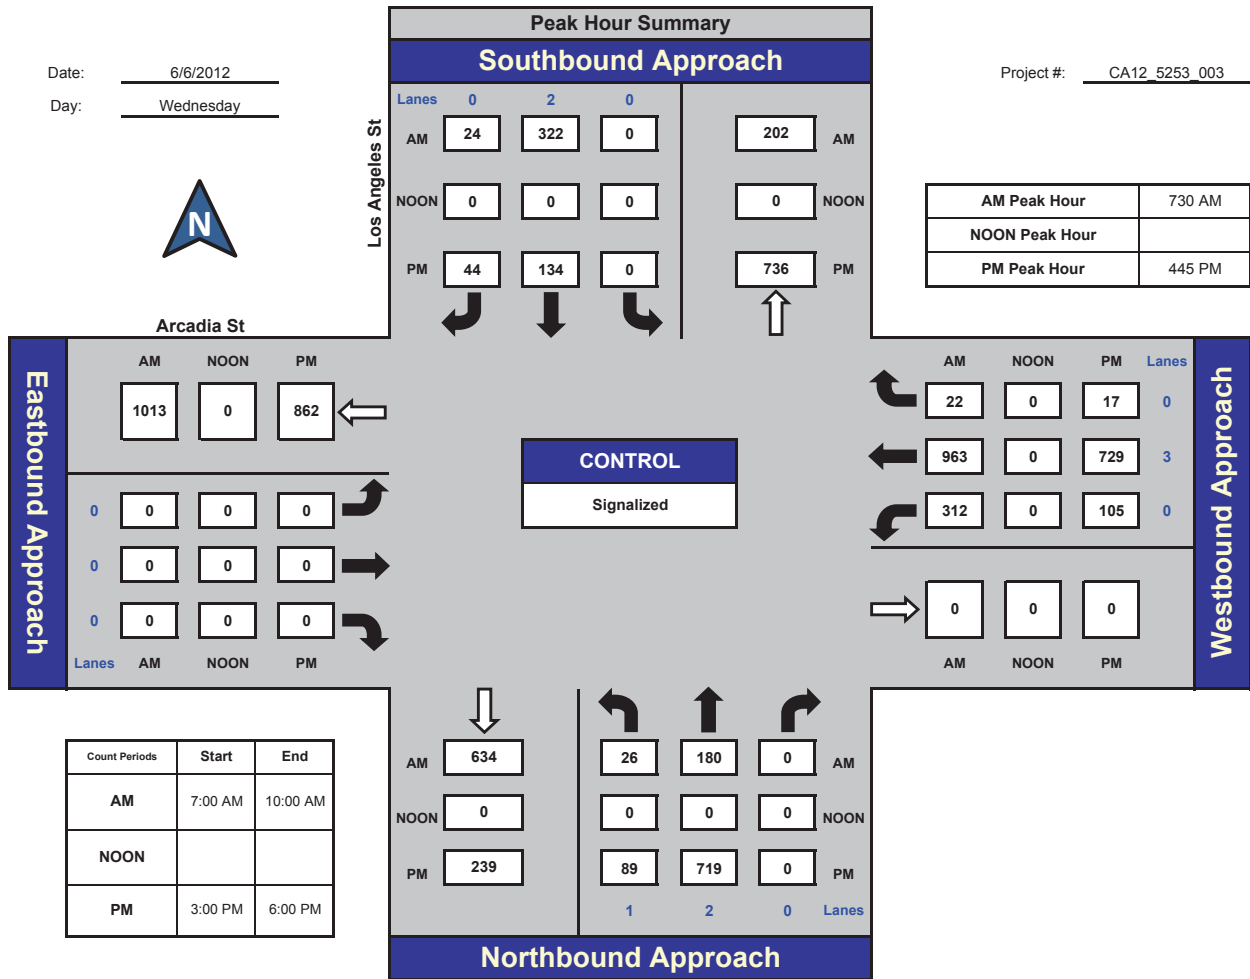 Peak Hour Summary
Southbound Approach
Date: 6/6/2012
Day: Wednesday
Project #: CA12_5253_003
N
Los Angeles St
Lanes 0 2 0
AM 24 322 0 202 AM
NOON 0 0 0 0 NOON
PM 44 134 0 736 PM
AM Peak Hour 730 AM
NOON Peak Hour
PM Peak Hour 445 PM
Arcadia St
Eastbound Approach
AM NOON PM
1013 0 862
0 0 0 0
0 0 0 0
0 0 0 0
Lanes AM NOON PM
CONTROL
Signalized
AM NOON PM Lanes
22 0 17 0
963 0 729 3
312 0 105 0
0 0 0
AM NOON PM
Westbound Approach
Count Periods Start End
AM 7:00 AM 10:00 AM
NOON
PM 3:00 PM 6:00 PM
AM 634 26 180 0 AM
NOON 0 0 0 0 NOON
PM 239 89 719 0 PM
1 2 0 Lanes
Northbound Approach